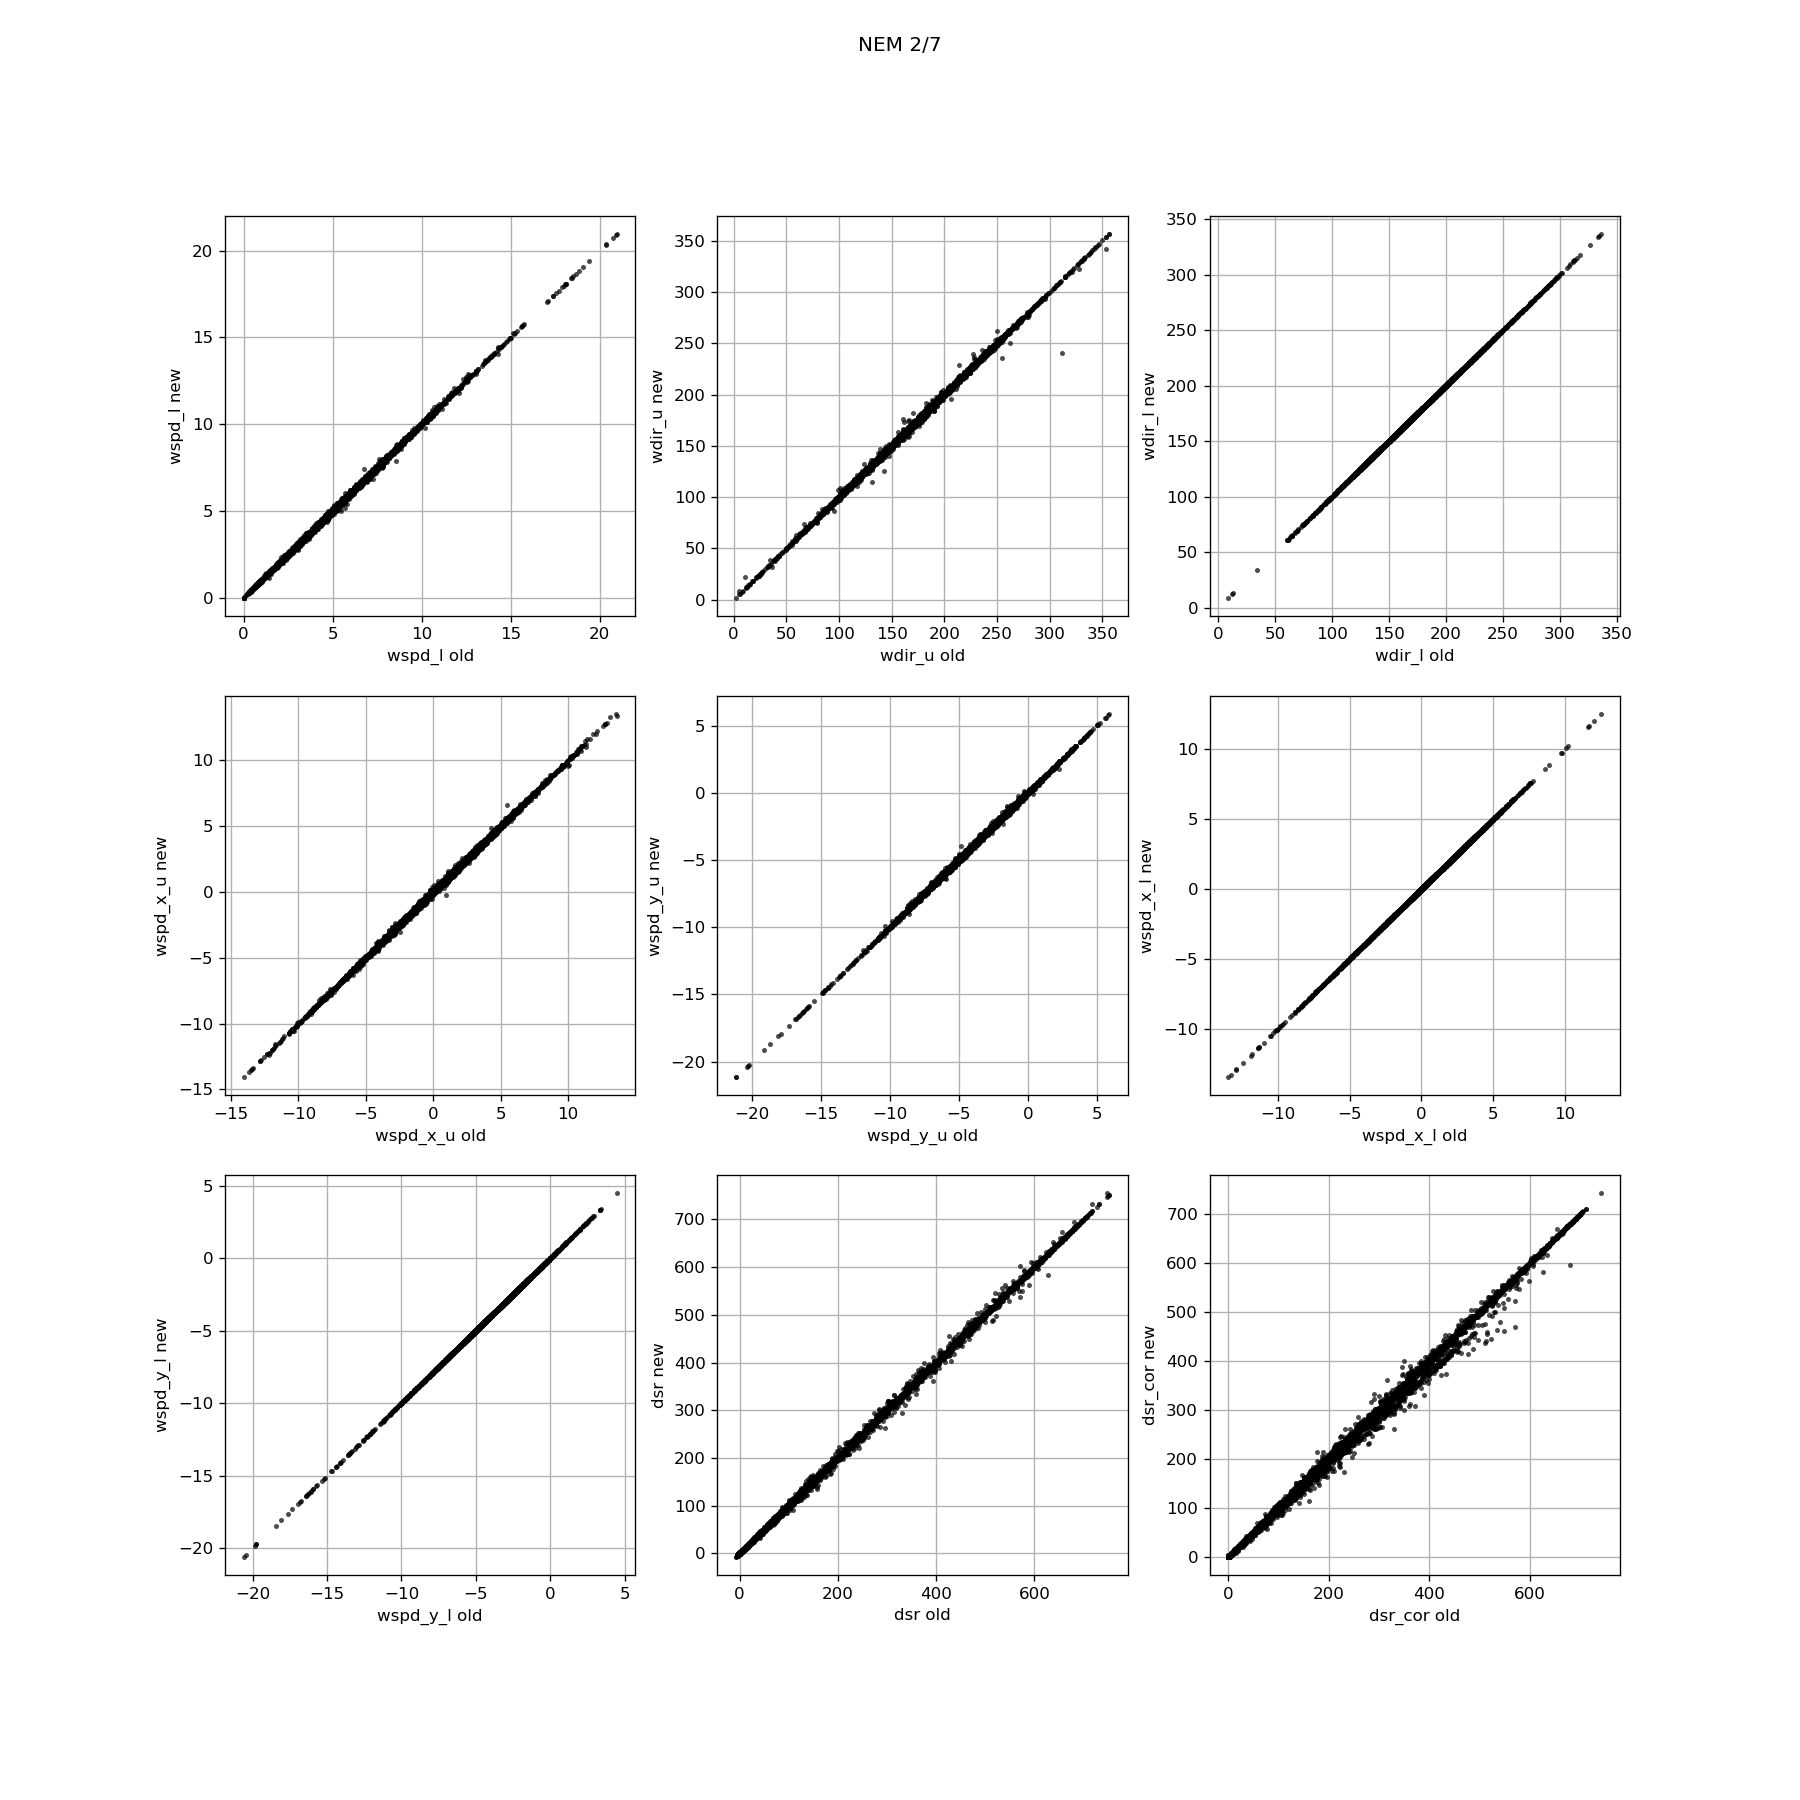 NEM 2/7
20
15
10
5
0
wspd_l new
0 5 10 15 20
wspd_l old
350
300
250
200
150
100
50
0
wdir_u new
0 50 100 150 200 250 300 350
wdir_u old
350
300
250
200
150
100
50
0
wdir_l new
0 50 100 150 200 250 300 350
wdir_l old
10
5
0
−5
−10
−15
wspd_x_u new
−15 −10 −5 0 5 10
wspd_x_u old
5
0
−5
−10
−15
−20
wspd_y_u new
−20 −15 −10 −5 0 5
wspd_y_u old
10
5
0
−5
−10
wspd_x_l new
−10 −5 0 5 10
wspd_x_l old
5
0
−5
−10
−15
−20
wspd_y_l new
−20 −15 −10 −5 0 5
wspd_y_l old
700
600
500
400
300
200
100
0
dsr new
0 200 400 600
dsr old
700
600
500
400
300
200
100
0
dsr_cor new
0 200 400 600
dsr_cor old